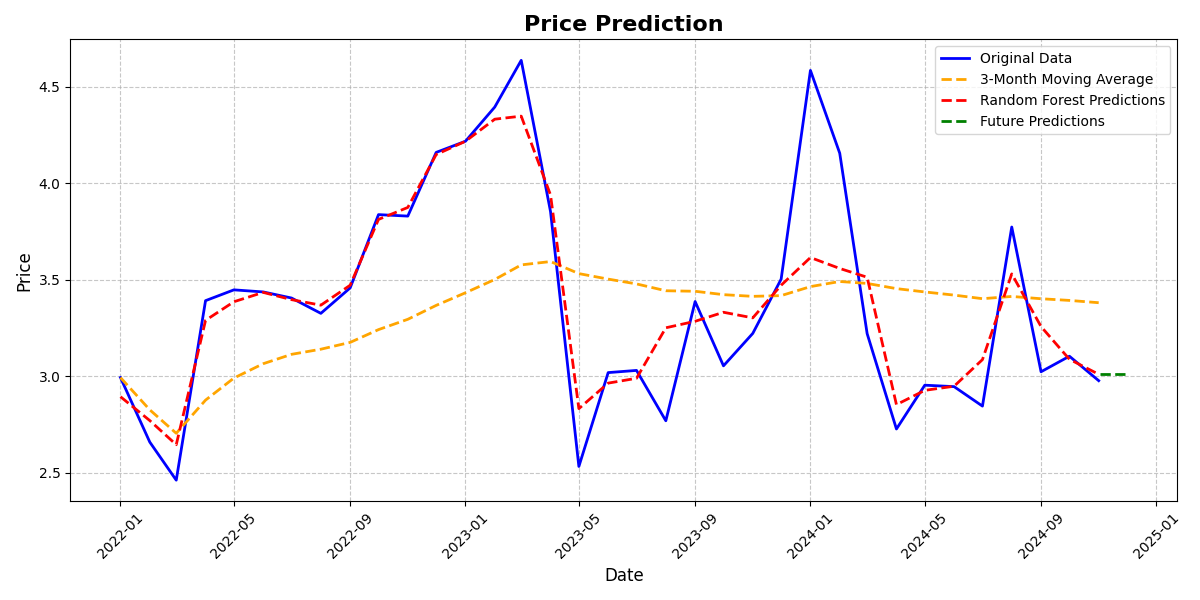 Price Prediction
Original Data
3-Month Moving Average
Random Forest Predictions
Future Predictions
Price
4.5
4.0
3.5
3.0
2.5
2022-01
2022-05
2022-09
2023-01
2023-05
2023-09
2024-01
2024-05
2024-09
2025-01
Date